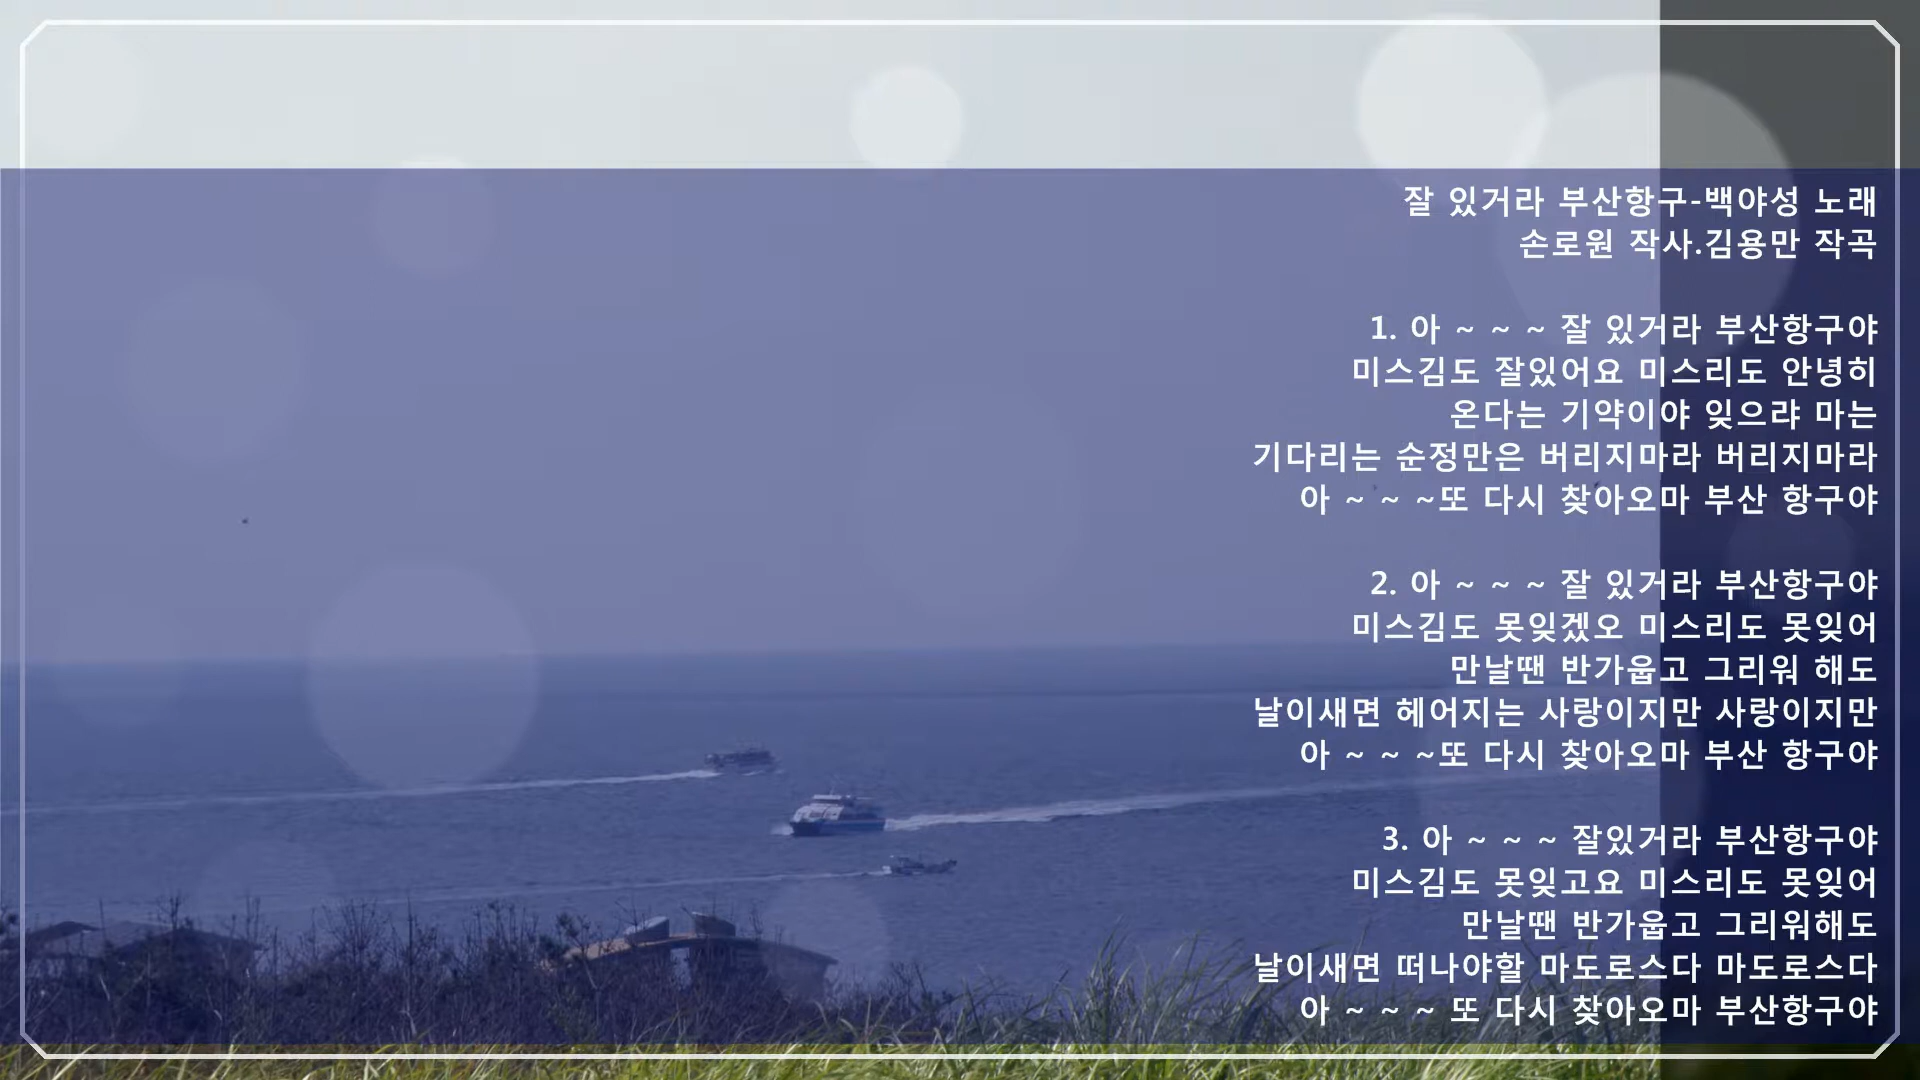 잘 있거라 부산항구-백야성 노래
손로원 작사.김용만 작곡
1. 아 ~ ~ ~ 잘 있거라 부산항구야
미스김도 잘있어요 미스리도 안녕히
온다는 기약이야 잊으랴 마는
기다리는 순정만은 버리지마라 버리지마라
아 ~ ~ ~또 다시 찾아오마 부산 항구야
2. 아 ~ ~ ~ 잘 있거라 부산항구야
미스김도 못잊겠오 미스리도 못잊어
만날땐 반가웁고 그리워 해도
날이새면 헤어지는 사랑이지만 사랑이지만
아 ~ ~ ~또 다시 찾아오마 부산 항구야
3. 아 ~ ~ ~ 잘있거라 부산항구야
미스김도 못잊고요 미스리도 못잊어
만날땐 반가웁고 그리워해도
날이새면 떠나야할 마도로스다 마도로스다
아 ~ ~ ~ 또 다시 찾아오마 부산항구야